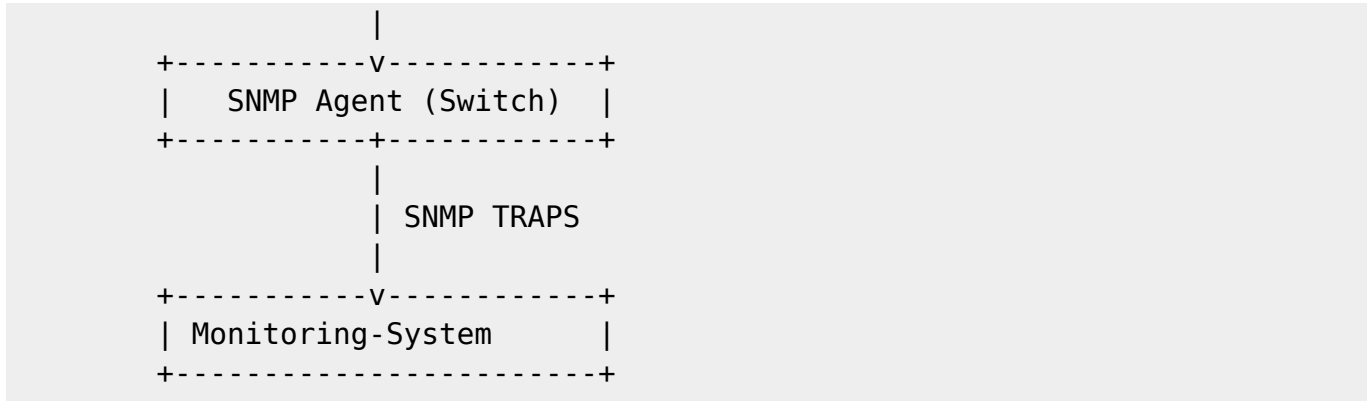 |
+-----------v------------+
|   SNMP Agent (Switch)  |
+-----------+------------+
|
| SNMP TRAPS
|
+-----------v------------+
| Monitoring-System      |
+------------------------+